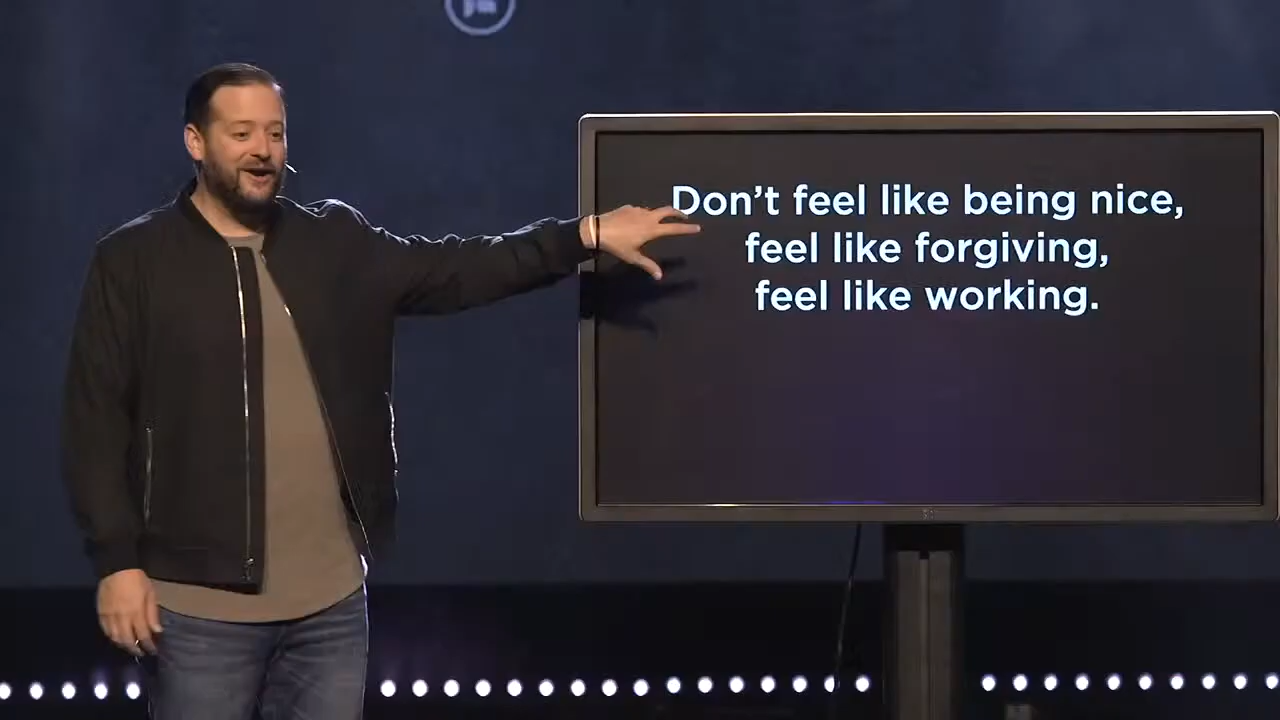 Don't feel like being nice,
feel like forgiving,
feel like working.